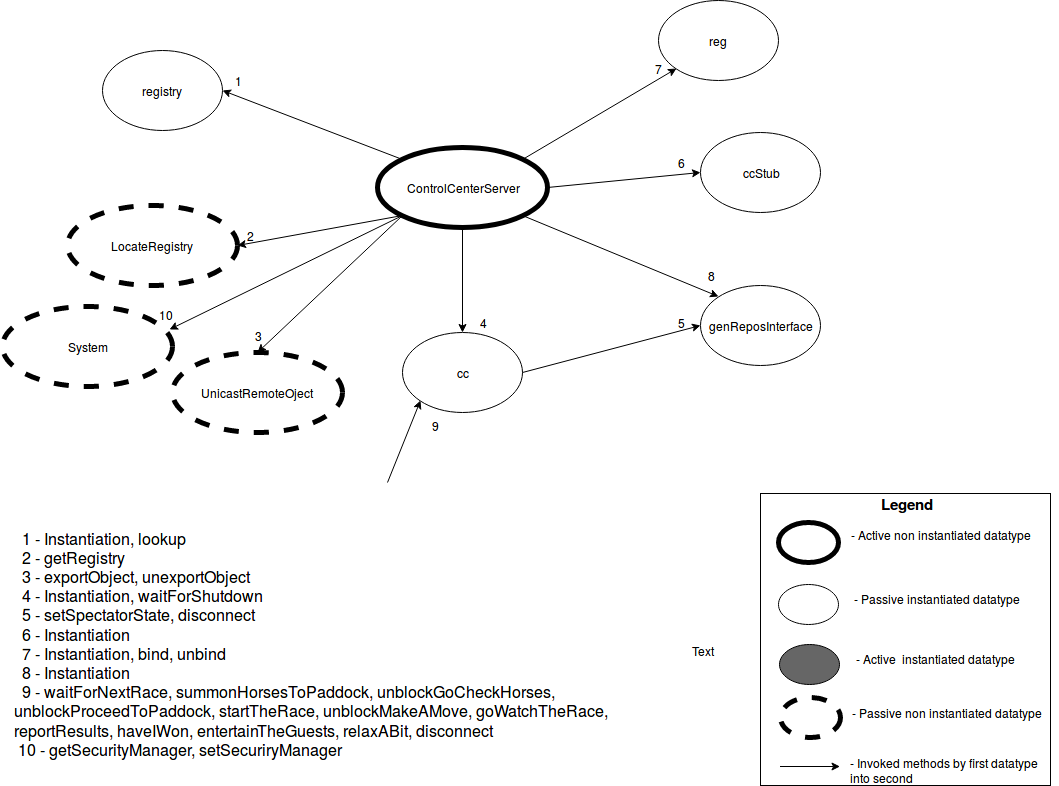 reg
7
registry
1
6
ccStub
ControlCenterServer
LocateRegistry
2
8
10
System
3
4
5
genReposInterface
cc
UnicastRemoteOject
9
1 - Instantiation, lookup
2 - getRegistry
3 - exportObject, unexportObject
4 - Instantiation, waitForShutdown
5 - setSpectatorState, disconnect
6 - Instantiation
7 - Instantiation, bind, unbind
8 - Instantiation
9 - waitForNextRace, summonHorsesToPaddock, unblockGoCheckHorses,
unblockProceedToPaddock, startTheRace, unblockMakeAMove, goWatchTheRace,
reportResults, haveIWon, entertainTheGuests, relaxABit, disconnect
10 - getSecurityManager, setSecuriryManager
Text
Legend
- Active non instantiated datatype
- Passive instantiated datatype
- Active instantiated datatype
- Passive non instantiated datatype
- Invoked methods by first datatype
into second